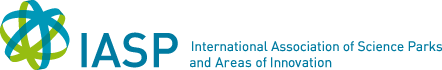 IASP
International Association of Science Parks
and Areas of Innovation